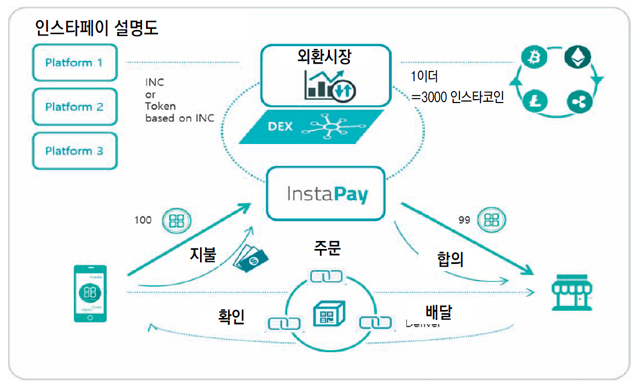 인스타페이 설명도
Platform 1
Platform 2
Platform 3
INC
or
Token
based on INC
외환시장
DEX
1이더
=3000 인스타코인
InstaPay
100
99
지불
주문
합의
확인
배달
Deliver